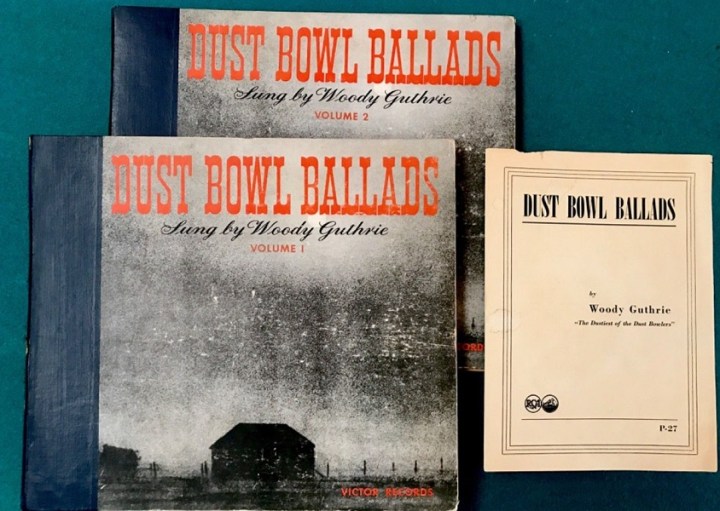 DUST BOWL BALLADS
Sung by Woody Guthrie
VOLUME 2
DUST BOWL BALLADS
Sung by Woody Guthrie
VOLUME 1
VICTOR RECORDS
DUST BOWL BALLADS
by
Woody Guthrie
"The Dustiest of the Dust Bowlers"
RCA
P-27